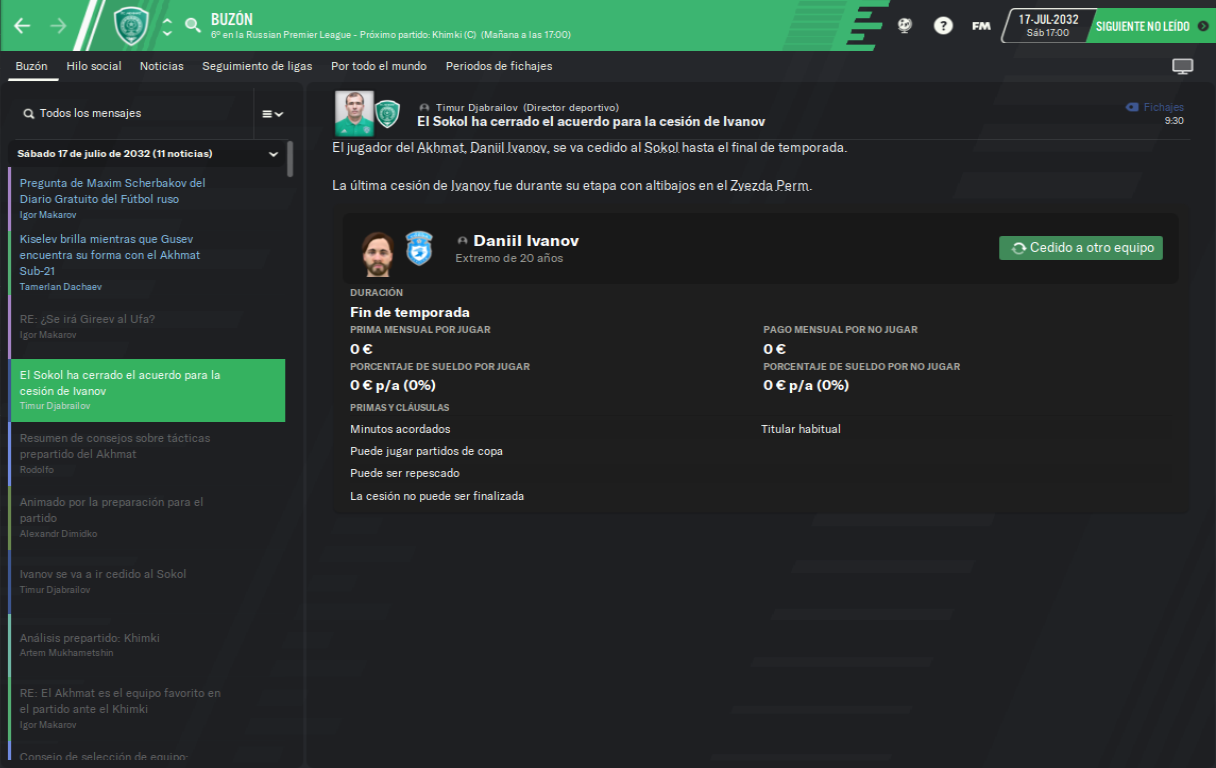 BUZÓN
6º en la Russian Premier League - Próximo partido: Khimki (C) (Mañana a las 17:00)
?
FM
17-JUL-2032
Sáb 17:00
SIGUIENTE NO LEÍDO
Buzón
Hilo social
Noticias
Seguimiento de ligas
Por todo el mundo
Periodos de fichajes
Todos los mensajes
Sábado 17 de julio de 2032 (11 noticias)
Pregunta de Maxim Scherbakov del
Diario Gratuito del Fútbol ruso
Igor Makarov
Kiselev brilla mientras que Gusev
encuentra su forma con el Akhmat
Sub-21
Tamerlan Dachaev
RE: ¿Se irá Gireev al Ufa?
Igor Makarov
El Sokol ha cerrado el acuerdo para la
cesión de Ivanov
Timur Djabrailov
Resumen de consejos sobre tácticas
prepartido del Akhmat
Rodolfo
Animado por la preparación para el
partido
Alexandr Dimidko
Ivanov se va a ir cedido al Sokol
Timur Djabrailov
Análisis prepartido: Khimki
Artem Mukhametshin
RE: El Akhmat es el equipo favorito en
el partido ante el Khimki
Igor Makarov
Consejo de selección de equipo:
Timur Djabrailov (Director deportivo)
El Sokol ha cerrado el acuerdo para la cesión de Ivanov
Fichajes
9:30
El jugador del Akhmat, Daniil Ivanov, se va cedido al Sokol hasta el final de temporada.
La última cesión de Ivanov fue durante su etapa con altibajos en el Zvezda Perm.
Daniil Ivanov
Extremo de 20 años
Cedido a otro equipo
DURACIÓN
Fin de temporada
PRIMA MENSUAL POR JUGAR
PAGO MENSUAL POR NO JUGAR
0 €
0 €
PORCENTAJE DE SUELDO POR JUGAR
PORCENTAJE DE SUELDO POR NO JUGAR
0 € p/a (0%)
0 € p/a (0%)
PRIMAS Y CLÁUSULAS
Minutos acordados
Titular habitual
Puede jugar partidos de copa
Puede ser repescado
La cesión no puede ser finalizada